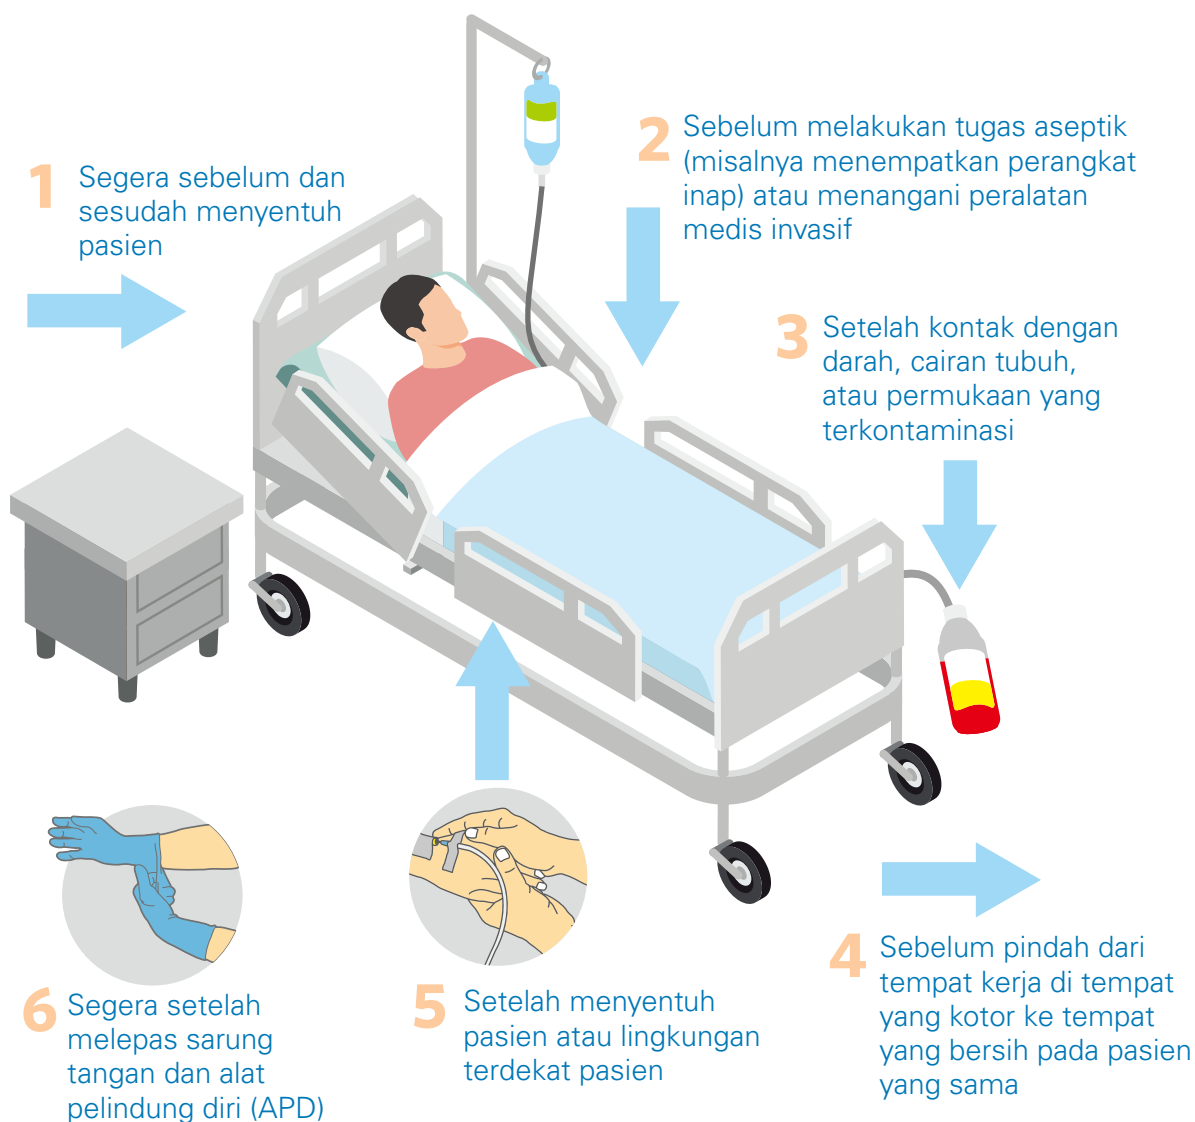 1 Segera sebelum dan
sesudah menyentuh
pasien
2 Sebelum melakukan tugas aseptik
(misalnya menempatkan perangkat
inap) atau menangani peralatan
medis invasif
3 Setelah kontak dengan
darah, cairan tubuh,
atau permukaan yang
terkontaminasi
4 Sebelum pindah dari
tempat kerja di tempat
yang kotor ke tempat
yang bersih pada pasien
yang sama
5 Setelah menyentuh
pasien atau lingkungan
terdekat pasien
6 Segera setelah
melepas sarung
tangan dan alat
pelindung diri (APD)